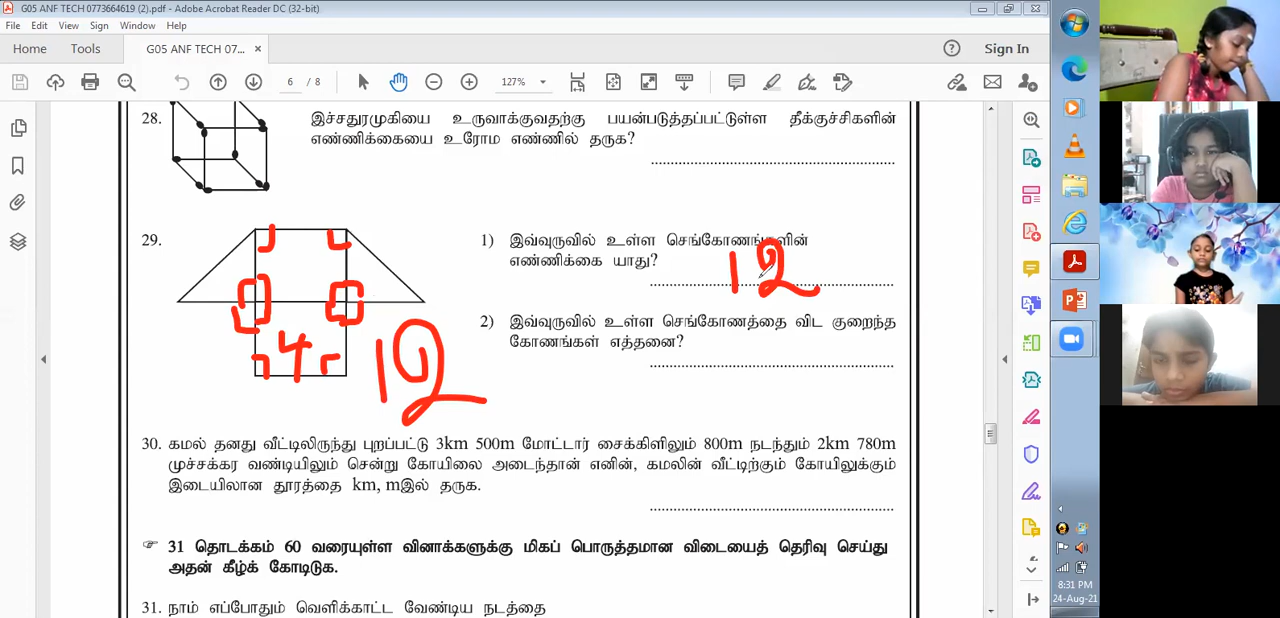 G05 ANF TECH 0773664619 (2).pdf - Adobe Acrobat Reader DC (32-bit)
File Edit View Sign Window Help
Home Tools G05 ANF TECH 07... × Sign In
6 / 8 127%
28. இச்சதுரமுகியை உருவாக்குவதற்கு பயன்படுத்தப்பட்டுள்ள தீக்குச்சிகளின்
எண்ணிக்கையை உரோம எண்ணில் தருக?
29. 1) இவ்வுருவில் உள்ள செங்கோணங்களின்
எண்ணிக்கை யாது?
12
2) இவ்வுருவில் உள்ள செங்கோணத்தை விட குறைந்த
கோணங்கள் எத்தனை?
4
12
30. கமல் தனது வீட்டிலிருந்து புறப்பட்டு 3km 500m மோட்டார் சைக்கிளிலும் 800m நடந்தும் 2km 780m
முச்சக்கர வண்டியிலும் சென்று கோயிலை அடைந்தான் எனின், கமலின் வீட்டிற்கும் கோயிலுக்கும்
இடையிலான தூரத்தை km, mஇல் தருக.
31 தொடக்கம் 60 வரையுள்ள வினாக்களுக்கு மிகப் பொருத்தமான விடையைத் தெரிவு செய்து
அதன் கீழ்க் கோடிடுக.
31. நாம் எப்போதும் வெளிக்காட்ட வேண்டிய நடத்தை
8:31 PM
24-Aug-21